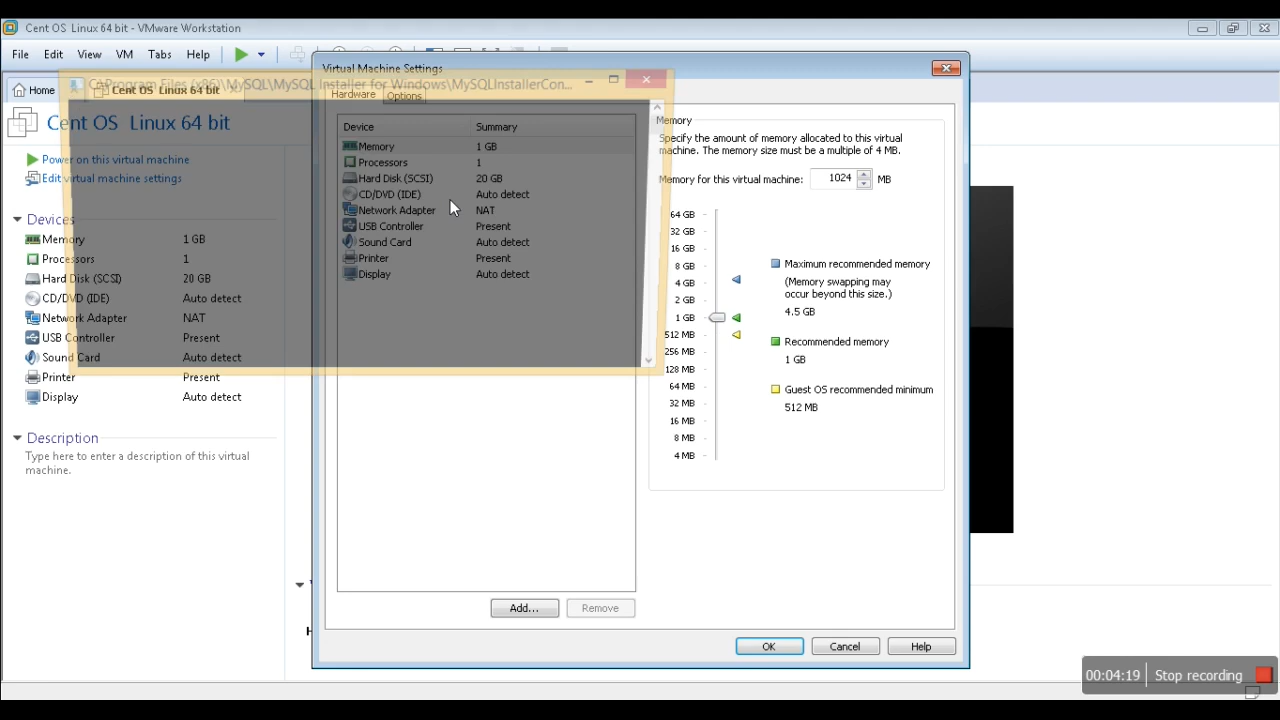 Cent OS Linux 64 bit - VMware Workstation
File Edit View VM Tabs Help
Virtual Machine Settings
C:\Program Files (x86)\MySQL\MySQL Installer for Windows\MySQLInstallerCon...
Home
Cent OS Linux 64 bit
Hardware Options
Cent OS Linux 64 bit
Power on this virtual machine
Edit virtual machine settings
Devices
Memory 1 GB
Processors 1
Hard Disk (SCSI) 20 GB
CD/DVD (IDE) Auto detect
Network Adapter NAT
USB Controller Present
Sound Card Auto detect
Printer Present
Display Auto detect
Description
Type here to enter a description of this virtual
machine.
Device Summary
Memory 1 GB
Processors 1
Hard Disk (SCSI) 20 GB
CD/DVD (IDE) Auto detect
Network Adapter NAT
USB Controller Present
Sound Card Auto detect
Printer Present
Display Auto detect
Add... Remove
Memory
Specify the amount of memory allocated to this virtual
machine. The memory size must be a multiple of 4 MB.
Memory for this virtual machine: 1024 MB
64 GB
32 GB
16 GB
8 GB
4 GB
2 GB
1 GB
512 MB
256 MB
128 MB
64 MB
32 MB
16 MB
8 MB
4 MB
Maximum recommended memory
(Memory swapping may
occur beyond this size.)
4.5 GB
Recommended memory
1 GB
Guest OS recommended minimum
512 MB
OK Cancel Help
00:04:19 Stop recording